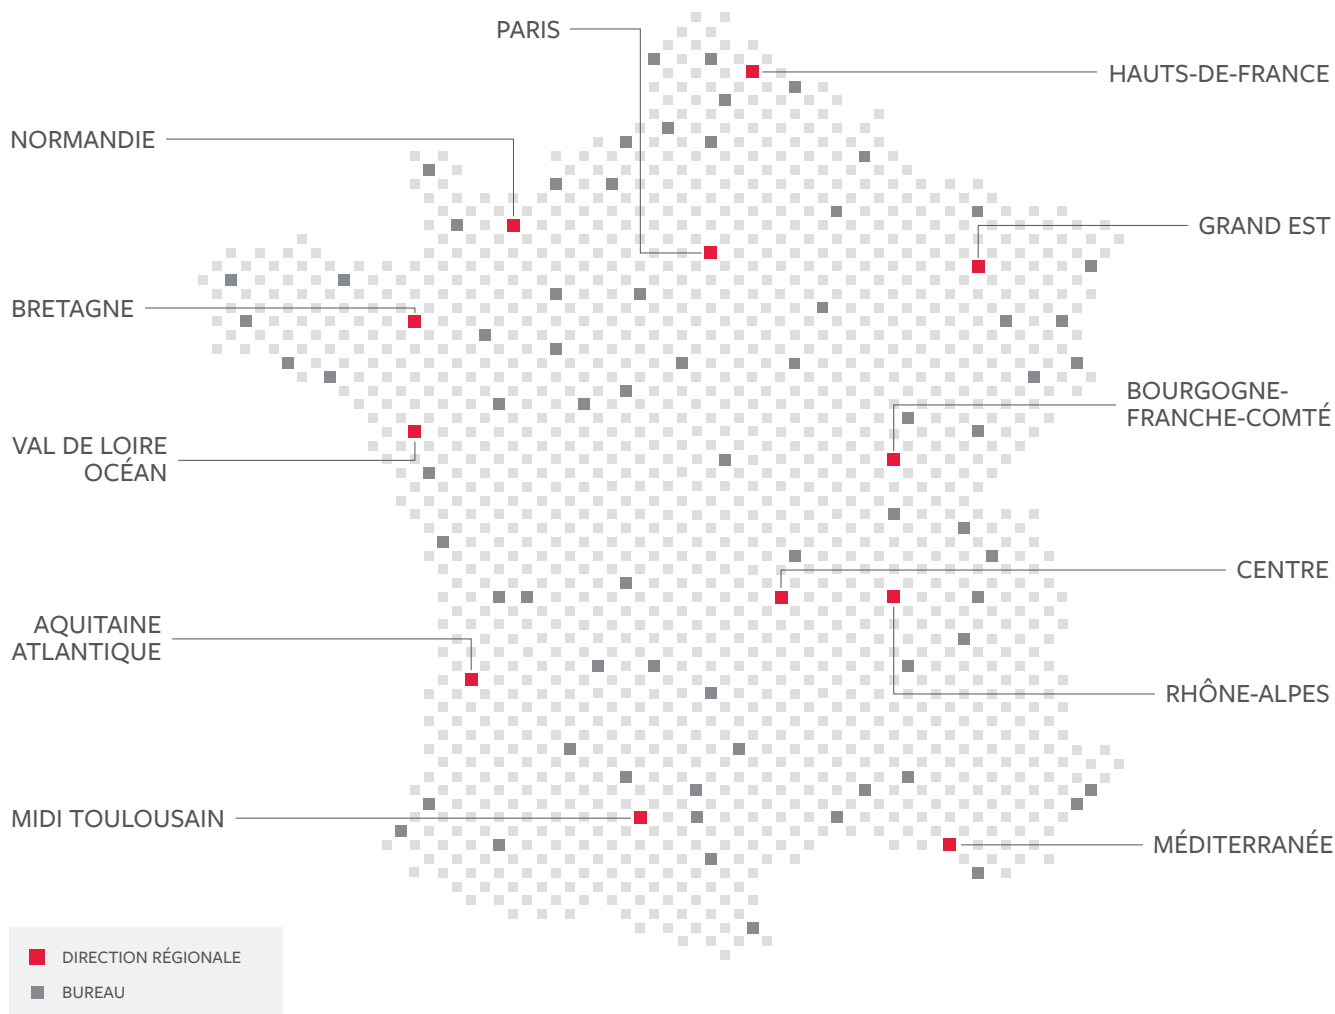 PARIS
HAUTS-DE-FRANCE
NORMANDIE
GRAND EST
BRETAGNE
BOURGOGNE-
FRANCHE-COMTÉ
VAL DE LOIRE
OCÉAN
CENTRE
AQUITAINE
ATLANTIQUE
RHÔNE-ALPES
MIDI TOULOUSAIN
MÉDITERRANÉE
DIRECTION RÉGIONALE
BUREAU